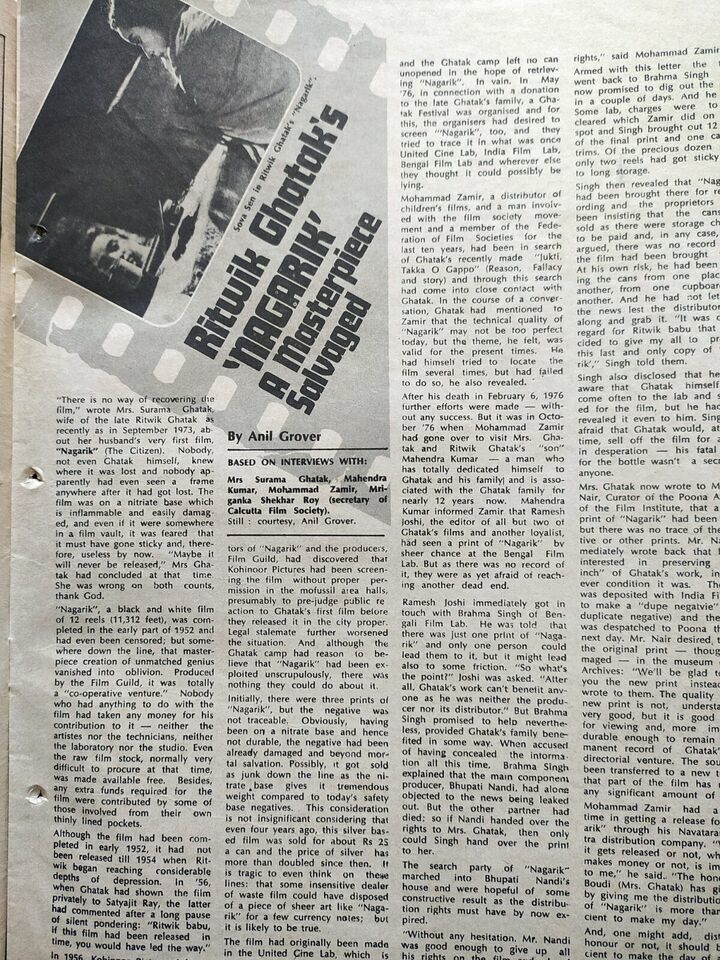 Sova Sen in Ritwik Ghatak's "Nagarik".
Ritwik Ghatak's
'NAGARIK'
A Masterpiece
Salvaged
"There is no way of recovering the
film," wrote Mrs. Surama Ghatak,
wife of the late Ritwik Ghatak as
recently as in September 1973, ab-
out her husband's very first film,
"Nagarik" (The Citizen). Nobody,
not even Ghatak himself, knew
where it was lost and nobody ap-
parently had even seen a frame
anywhere after it had got lost. The
film was on a nitrate base which
is inflammable and easily damag-
ed, and even if it were somewhere
in a film vault, it was feared that
it must have gone sticky and, there-
fore, useless by now. "Maybe it
will never be released," Mrs Gha-
tak had concluded at that time.
She was wrong on both counts,
thank God.
"Nagarik", a black and white film
of 12 reels (11,312 feet), was com-
pleted in the early part of 1952 and
had even been censored; but some-
where down the line, that master-
piece creation of unmatched genius
vanished into oblivion. Produced
by the Film Guild, it was totally
a "co-operative venture." Nobody
who had anything to do with the
film had taken any money for his
contribution to it — neither the
artistes nor the technicians, neither
the laboratory nor the studio. Even
the raw film stock, normally very
difficult to procure at that time,
was made available free. Besides,
any extra funds required for the
film were contributed by some of
those involved from their own
thinly lined pockets.
Although the film had been com-
pleted in early 1952, it had not
been released till 1954 when Rit-
wik began reaching considerable
depths of depression. In '56,
when Ghatak had shown the film
privately to Satyajit Ray, the latter
had commented after a long pause
of silent pondering: "Ritwik babu,
if this film had been released in
time, you would have led the way."
By Anil Grover
BASED ON INTERVIEWS WITH:
Mrs Surama Ghatak, Mahendra
Kumar, Mohammad Zamir, Mri-
ganka Shekhar Roy (secretary of
Calcutta Film Society).
Still : courtesy, Anil Grover.
tors of "Nagarik" and the producers,
Film Guild, had discovered that
Kohinoor Pictures had been screen-
ing the film without proper per-
mission in the mofussil area halls,
presumably to pre-judge public re
action to Ghatak's first film before
they released it in the city proper.
Legal stalemate further worsened
the situation. And although the
Ghatak camp had reason to be-
lieve that "Nagarik" had been ex-
ploited unscrupulously, there was
nothing they could do about it.
Initially, there were three prints of
"Nagarik", but the negative was
not traceable. Obviously, having
been on a nitrate base and hence
not durable, the negative had been
already damaged and beyond mor-
tal salvation. Possibly, it got sold
as junk down the line as the ni-
trate base gives it tremendous
weight compared to today's safety
base negatives. This consideration
is not insignificant considering that
even four years ago, this silver bas-
ed film was sold for about Rs 25
a can and the price of silver has
more than doubled since then. It
is tragic to even think on these
lines: that some insensitive dealer
of waste film could have disposed
of a piece of sheer art like "Naga-
rik" for a few currency notes; but
it is likely to be true.
The film had originally been made
in the United Cine Lab, which is
and the Ghatak camp left no can
unopened in the hope of retriev-
ing "Nagarik". In vain. In May
'76, in connection with a donation
to the late Ghatak's family, a Gha-
tak Festival was organised and for
this, the organisers had desired to
screen "'Nagarik", too, and they
tried to trace it in what was once
United Cine Lab, India Film Lab,
Bengal Film Lab and wherever else
they thought it could possibly be
lying.
Mohammad Zamir, a distributor of
children's films, and a man involv-
ed with the film society move-
ment and a member of the Fede-
ration of Film Societies for the
last ten years, had been in search
of Ghatak's recently made "Jukti,
Takka O Gappo" (Reason, Fallacy
and story) and through this search
had come into close contact with
Ghatak. In the course of a conver-
sation, Ghatak had mentioned to
Zamir that the technical quality of
"Nagarik" may not be too perfect
today, but the theme, he felt, was
valid for the present times. He
had himself tried to locate the
film several times, but had failed
to do so, he also revealed.
After his death in February 6, 1976
further efforts were made — with-
out any success. But it was in Octo-
ber '76 when Mohammad Zamir
had gone over to visit Mrs. Gha-
tak and Ritwik Ghatak's "son"
Mahendra Kumar — a man who
has totally dedicated himself to
Ghatak and his family and is asso-
ciated with the Ghatak family for
nearly 12 years now. Mahendra
Kumar informed Zamir that Ramesh
Joshi, the editor of all but two of
Ghatak's films and another loyalist,
had seen a print of "Nagarik" by
sheer chance at the Bengal Film
Lab. But as there was no record of
it, they were as yet afraid of reach-
ing another dead end.
Ramesh Joshi immediately got in
touch with Brahma Singh of Ben-
gali Film Lab. He was told that
there was just one print of "Naga-
rik" and only one person could
lead them to it, but it might lead
also to some friction. "So what's
the point?" Joshi was asked. "After
all, Ghatak's work can't benefit any-
one as he was neither the produ-
cer nor its distributor." But Brahma
Singh promised to help neverthe-
less, provided Ghatak's family bene-
fited in some way. When accused
of having concealed the informa-
tion all this time, Brahma Singh
explained that the main component
producer, Bhupati Nandi, had alone
objected to the news being leaked
out. But the other partner had
died: so if Nandi handed over the
rights to Mrs. Ghatak, then only
could Singh hand over the print
to her.
The search party of "Nagarik"
marched into Bhupati Nandi's
house and were hopeful of some
constructive result as the distribu-
tion rights must have by now ex-
pired.
"Without any hesitation, Mr. Nandi
was good enough to give up all
his rights on the film and
rights," said Mohammad Zamir
Armed with this letter the
went back to Brahma Singh
now promised to dig out the
in a couple of days. And he
Some lab, charges were to
cleared which Zamir did on
spot and Singh brought out 12
of the final print and one ca
trims. Of the precious dozen
only two reels had got sticky
to long storage.
Singh then revealed that "Nag
had been brought there for re
ording and the proprietors
been insisting that the cans
sold as there were storage ch
to be paid and, in any case,
argued, there was no record
the film had been brought
At his own risk, he had been
ing the cans from one plac
another, from one cupboar
another. And he had not let
the news lest the distributor
along and grab it. "It was o
regard for Ritwik babu that
cided to give my all to pr
this last and only copy of
rik'," Singh told them.
Singh also disclosed that he
aware that Ghatak himself
come often to the lab and s
ed for the film, but he had
revealed it even to him. Sing
afraid that Ghatak would, at
time, sell off the film for a
in desperation — his fatal
for the bottle wasn't a secr
anyone.
Mrs. Ghatak now wrote to M
Nair, Curator of the Poona A
of the Film Institute, that a
print of "Nagarik" had been
but there was no trace of the
tive or other prints. Mr. Na
mediately wrote back that
interested in preserving
inch" of Ghatak's work, in
ever condition it was. The
was deposited with India Fi
to make a "dupe negatvie"
duplicate negative) and the
was despatched to Poona th
next day. Mr. Nair desired, t
the original print — thoug
maged — in the museum
Archives: "We'll be glad to
you the new print instead
wrote to them. The quality
new print is not, understa
very good, but it is good
for viewing and, more im
durable enough to remain
manent record of Ghatak'
directorial venture. The sou
been transferred to a new t
that part of the film has
any significant amount of
Mohammad Zamir had a
time in getting a release fo
arik" through his Navatara
tra distribution company. "
it gets released or not, wh
makes money or not, is im
to me," he said.. "The hono
Boudi (Mrs. Ghatak) has g
by giving me the distribution
of "Nagarik" is more than
cient to make my day."
And, one might add, dist
honour or not, it should b
cient to make the day of